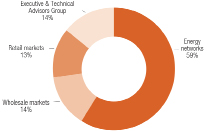 Executive & Technical
Advisors Group
14%
Energy
networks
59%
Retail markets
13%
Wholesale markets
14%